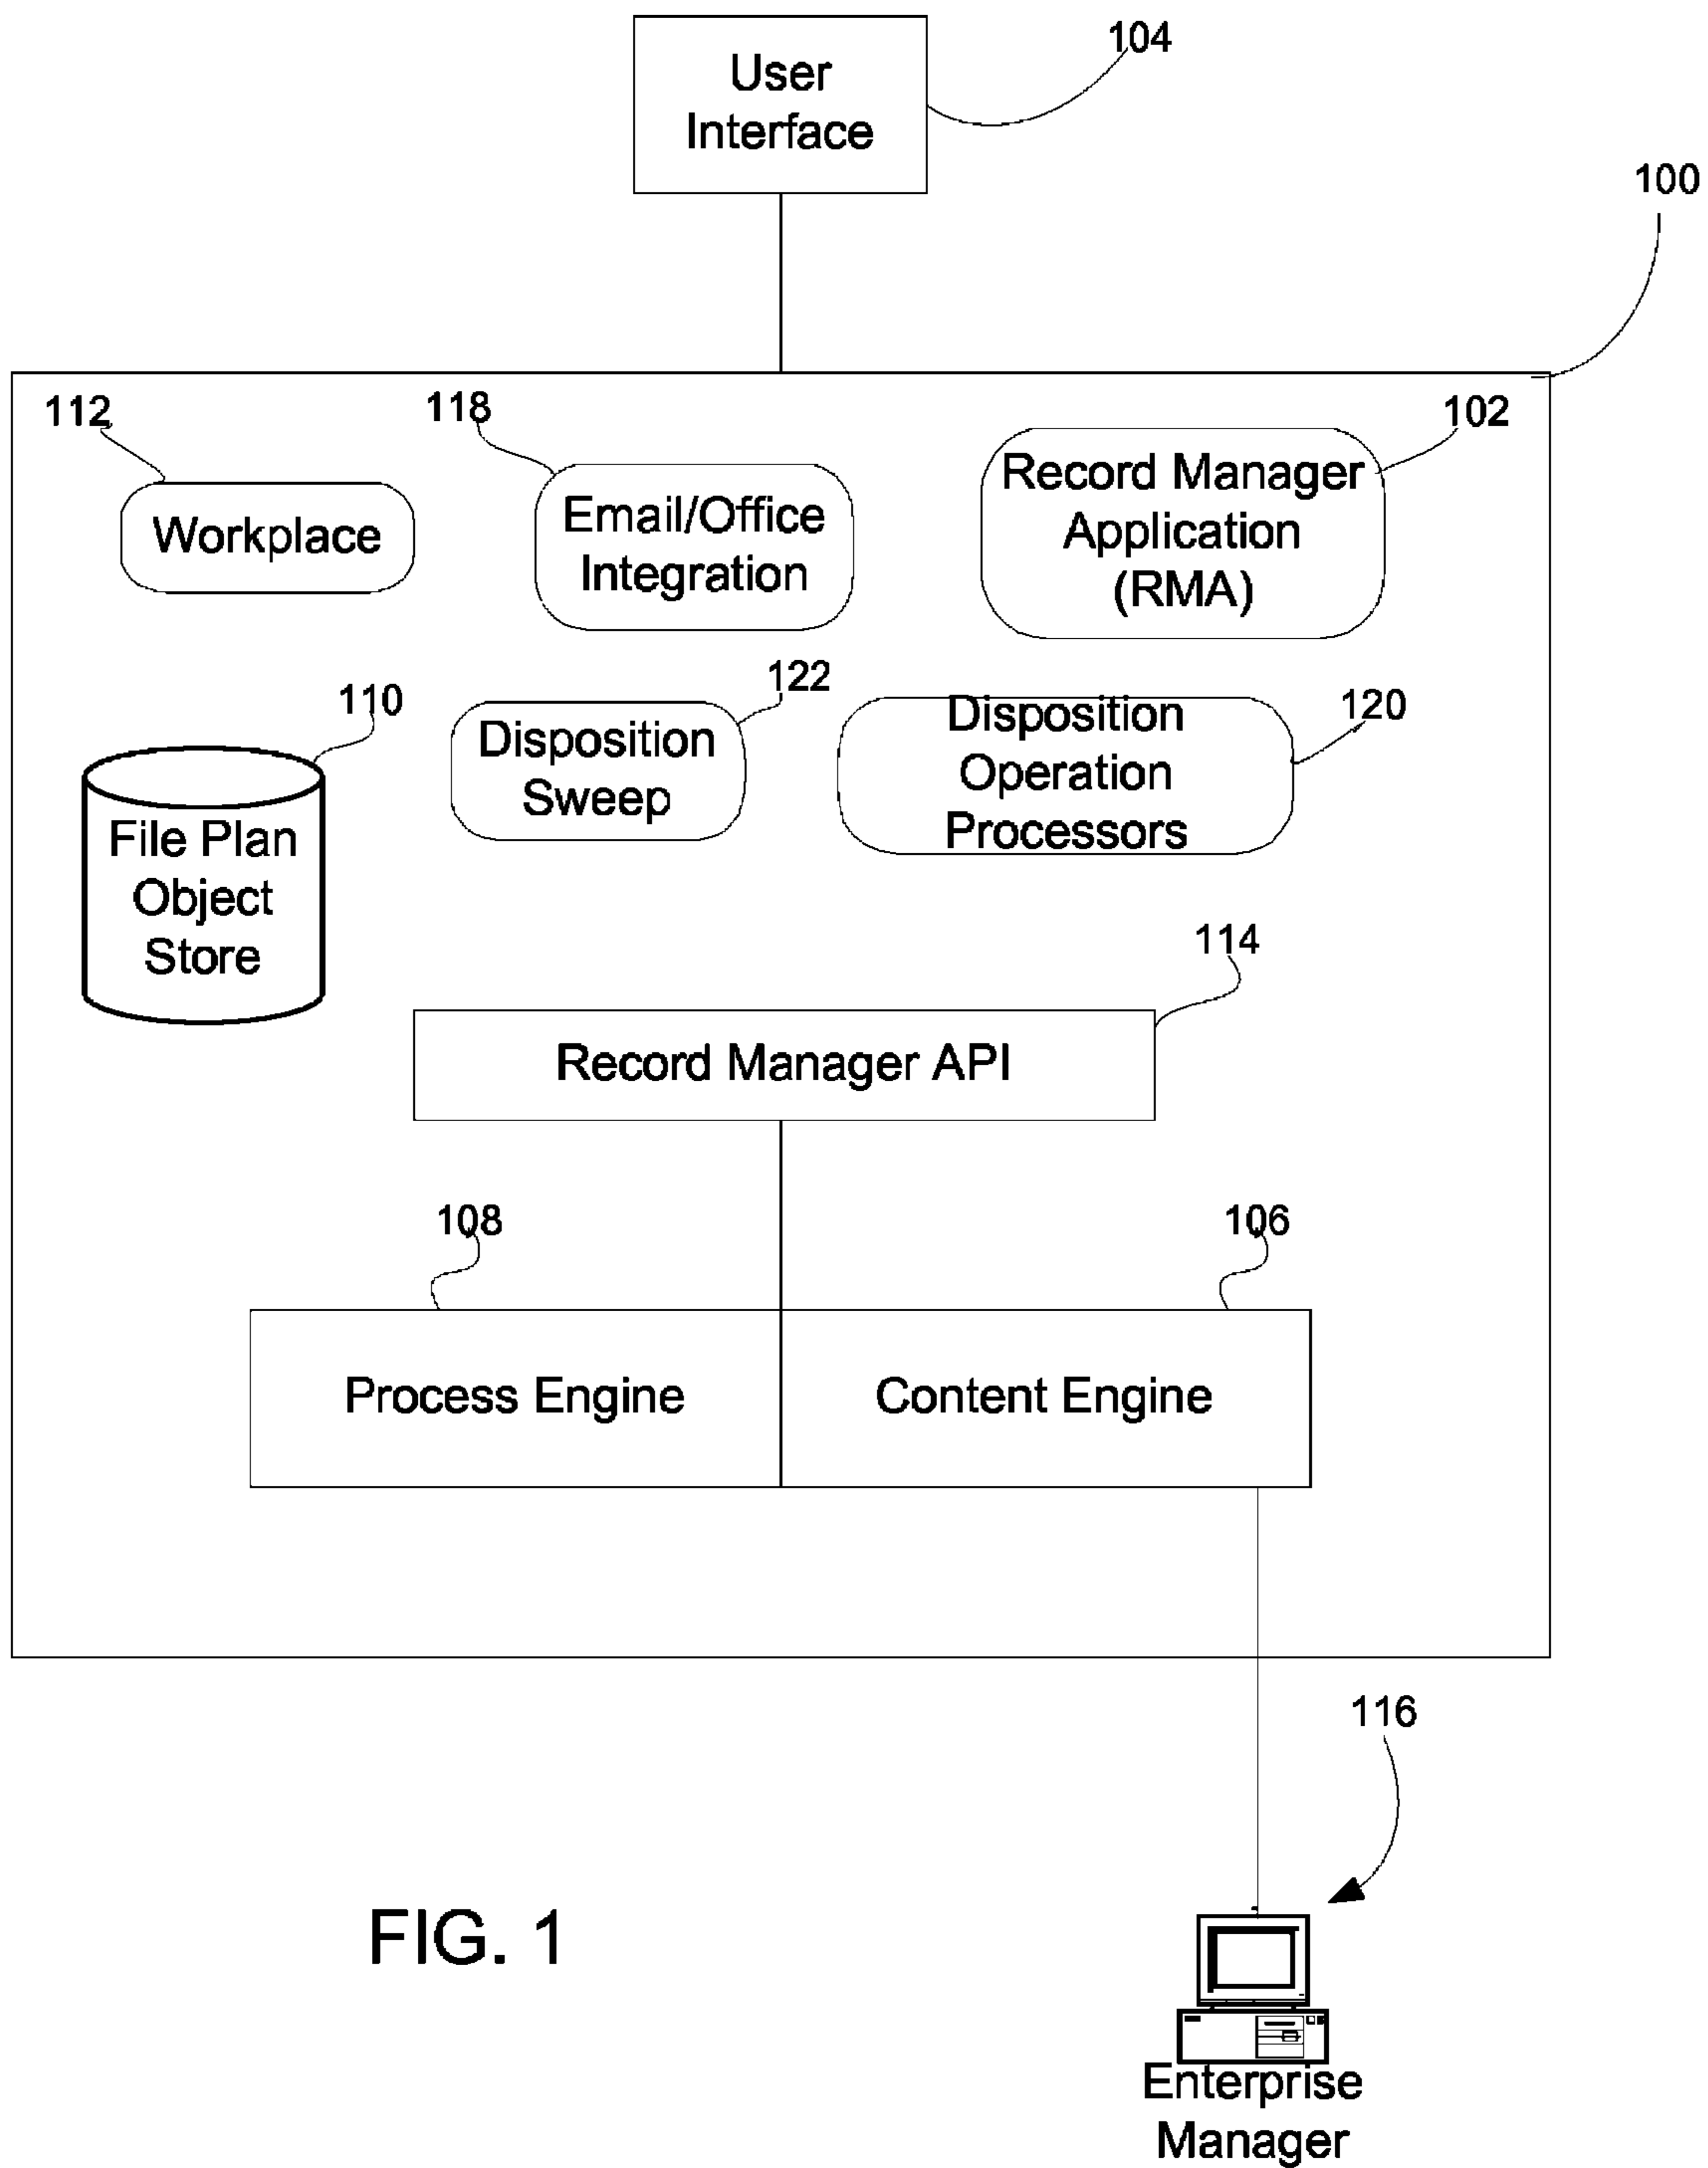 104
User
Interface
100
112
118
102
Workplace
Email/Office
Integration
Record Manager
Application
(RMA)
110
122
120
File Plan
Object
Store
Disposition
Sweep
Disposition
Operation
Processors
114
Record Manager API
108
106
Process Engine
Content Engine
116
FIG. 1
Enterprise
Manager